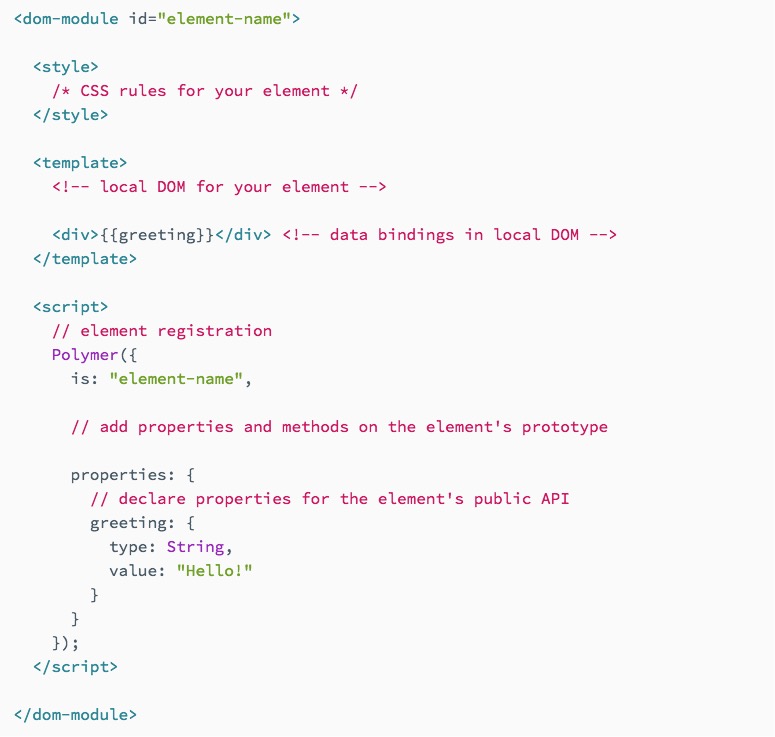 <dom-module id="element-name">
<style>
/* CSS rules for your element */
</style>
<template>
<!-- local DOM for your element -->
<div>{{greeting}}</div> <!-- data bindings in local DOM -->
</template>
<script>
// element registration
Polymer({
is: "element-name",
// add properties and methods on the element's prototype
properties: {
// declare properties for the element's public API
greeting: {
type: String,
value: "Hello!"
}
}
});
</script>
</dom-module>